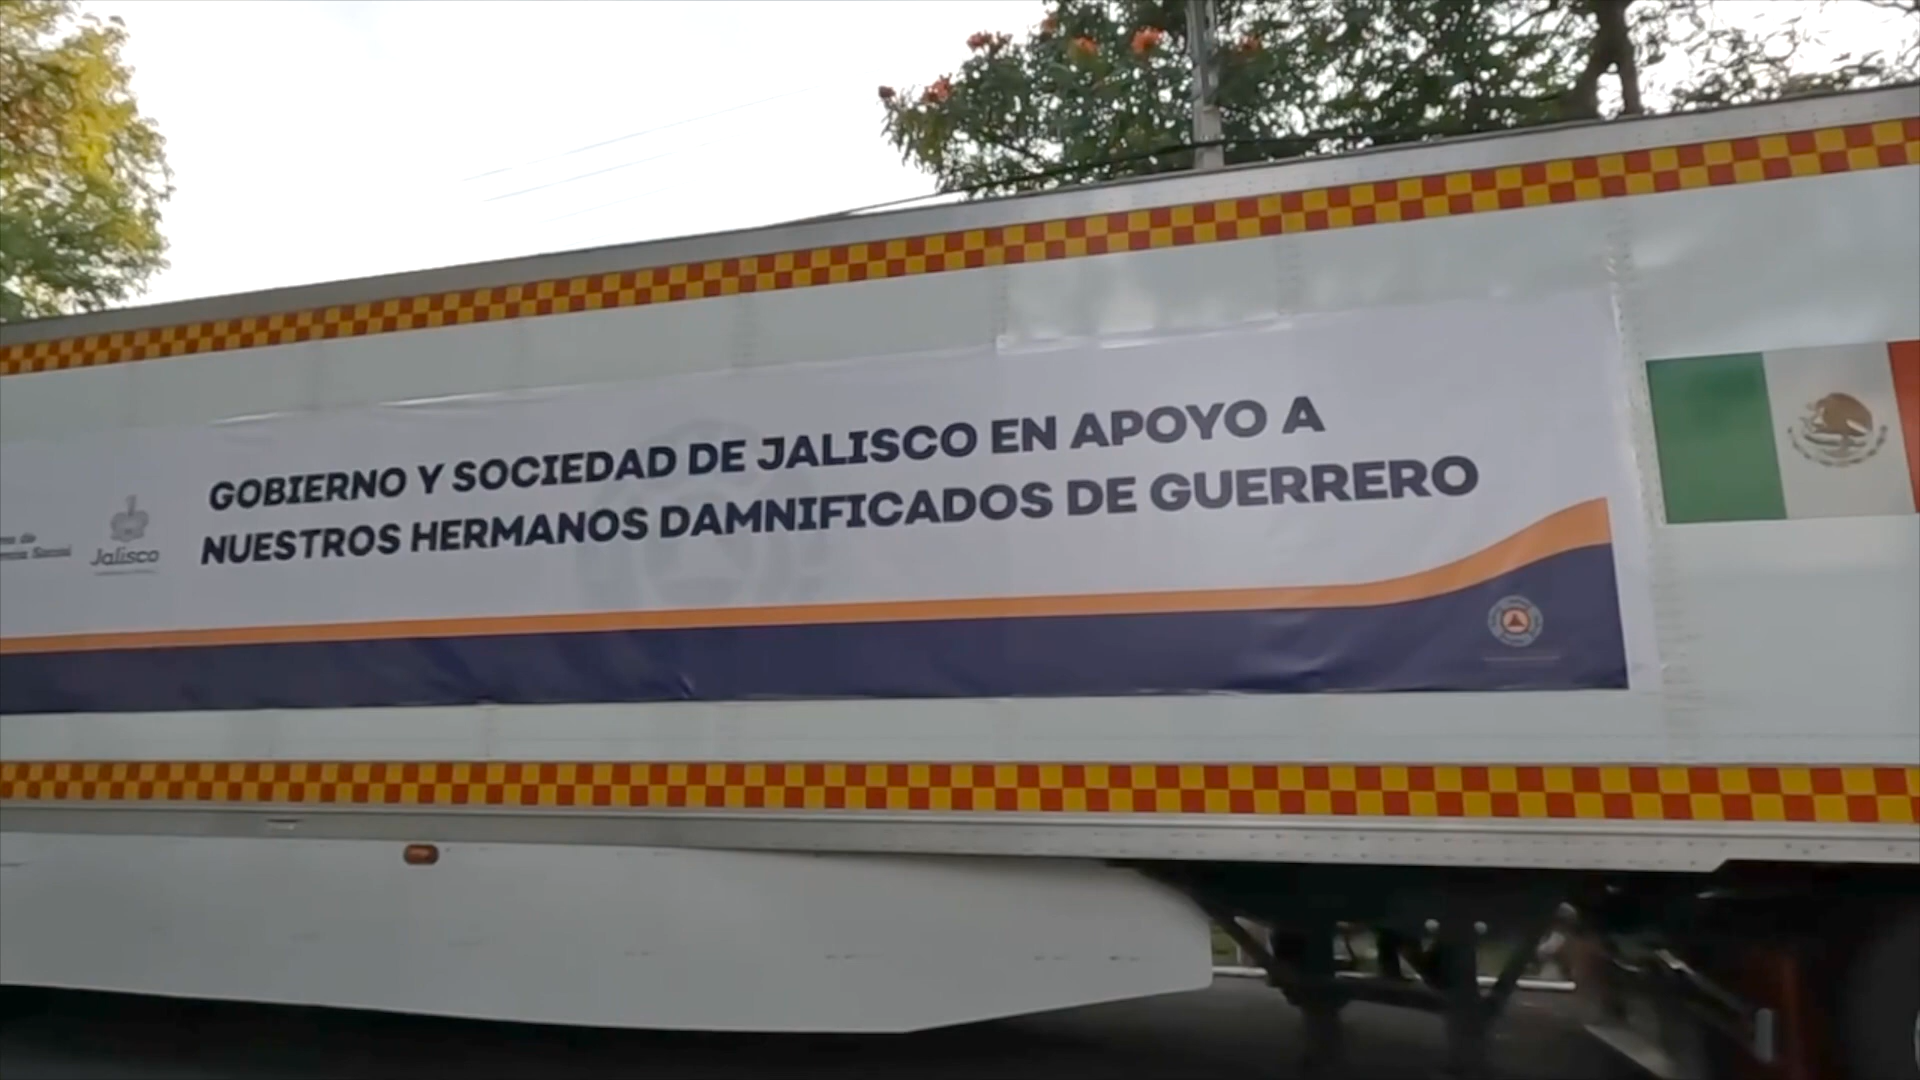 GOBIERNO Y SOCIEDAD DE JALISCO EN APOYO A
NUESTROS HERMANOS DAMNIFICADOS DE GUERRERO
Jalisco